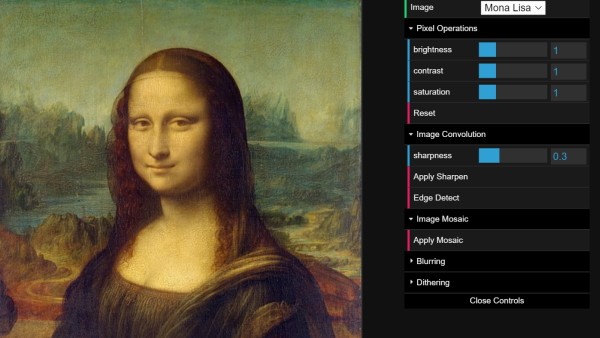 Image Mona Lisa
Pixel Operations
brightness 1
contrast 1
saturation 1
Reset
Image Convolution
sharpness 0.3
Apply Sharpen
Edge Detect
Image Mosaic
Apply Mosaic
Blurring
Dithering
Close Controls